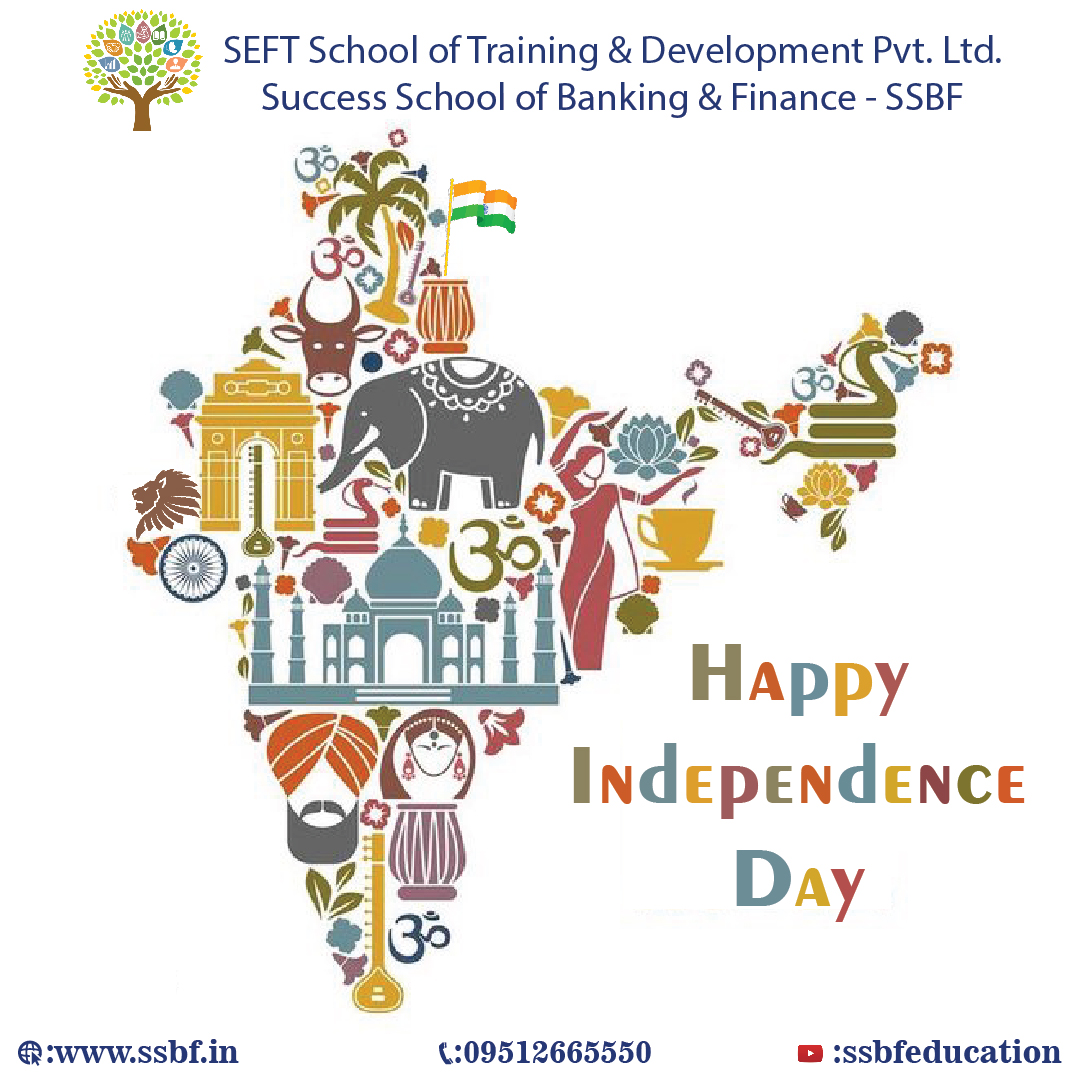 SEFT School of Training & Development Pvt. Ltd.
Success School of Banking & Finance - SSBF
ॐ
ॐ
ॐ
ॐ
Happy
Independence
Day
ॐ
:www.ssbf.in
:09512665550
:ssbfeducation